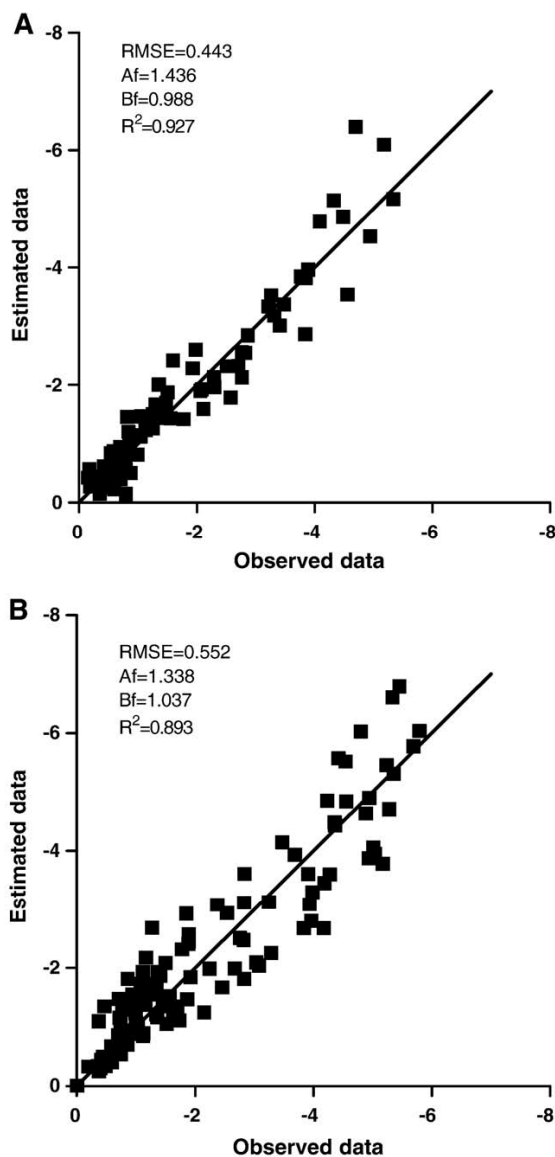 A
-8
RMSE=0.443
Af=1.436
Bf=0.988
R²=0.927
-6
Estimated data
-4
-2
0
0 -2 -4 -6 -8
Observed data
B
-8
RMSE=0.552
Af=1.338
Bf=1.037
R²=0.893
-6
Estimated data
-4
-2
0
0 -2 -4 -6 -8
Observed data